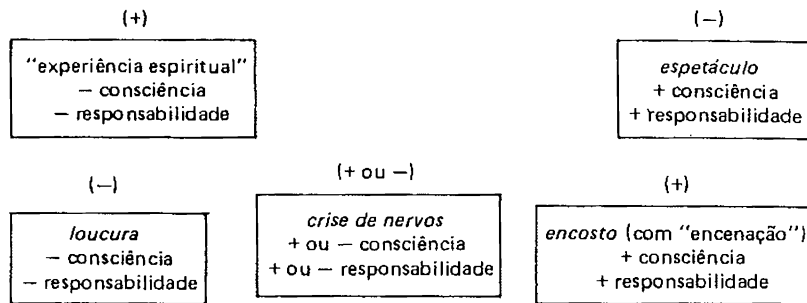 (+)
“experiência espiritual”
– consciência
– responsabilidade
(–)
espetáculo
+ consciência
+ responsabilidade
(–)
loucura
– consciência
– responsabilidade
(+ ou –)
crise de nervos
+ ou – consciência
+ ou – responsabilidade
(+)
encosto (com “encenação”)
+ consciência
+ responsabilidade